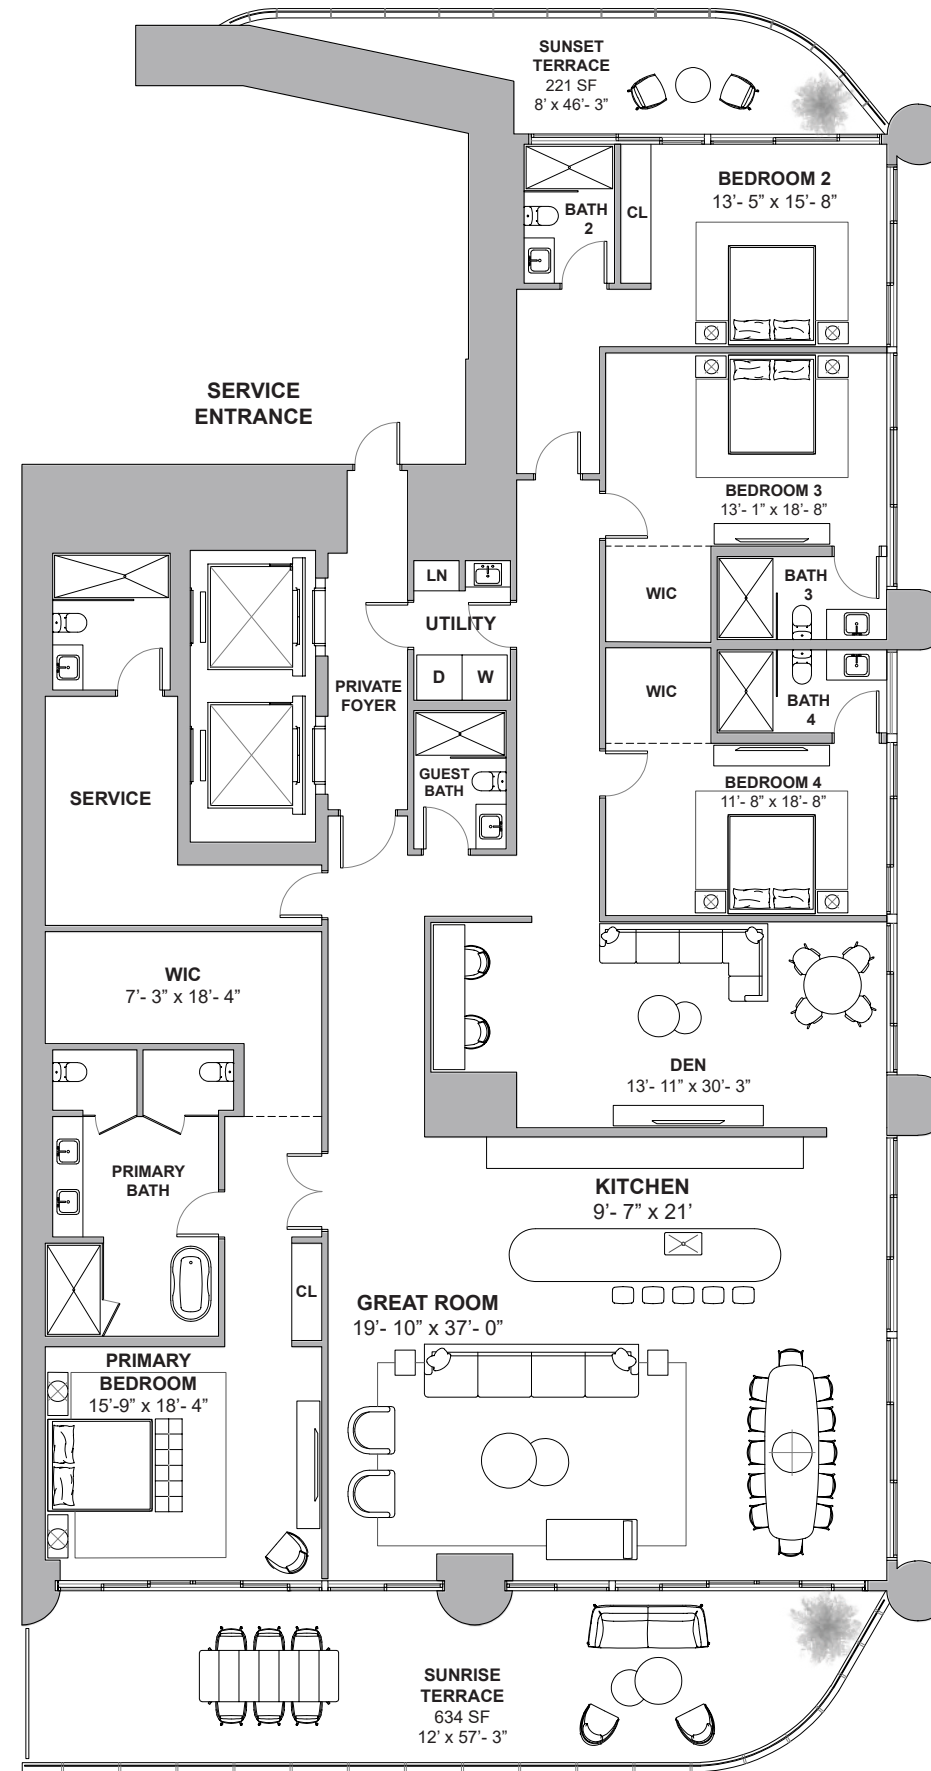 SUNSET
TERRACE
221 SF
8’ x 46’- 3”
BEDROOM 2
13’- 5” x 15’- 8”
BATH
2
CL
SERVICE
ENTRANCE
BEDROOM 3
13’- 1” x 18’- 8”
LN
UTILITY
D
W
WIC
BATH
3
PRIVATE
FOYER
WIC
BATH
4
GUEST
BATH
SERVICE
BEDROOM 4
11’- 8” x 18’- 8”
WIC
7’- 3” x 18’- 4”
DEN
13’- 11” x 30’- 3”
PRIMARY
BATH
KITCHEN
9’- 7” x 21’
CL
GREAT ROOM
19’- 10” x 37’- 0”
PRIMARY
BEDROOM
15’-9” x 18’- 4”
SUNRISE
TERRACE
634 SF
12’ x 57’- 3”